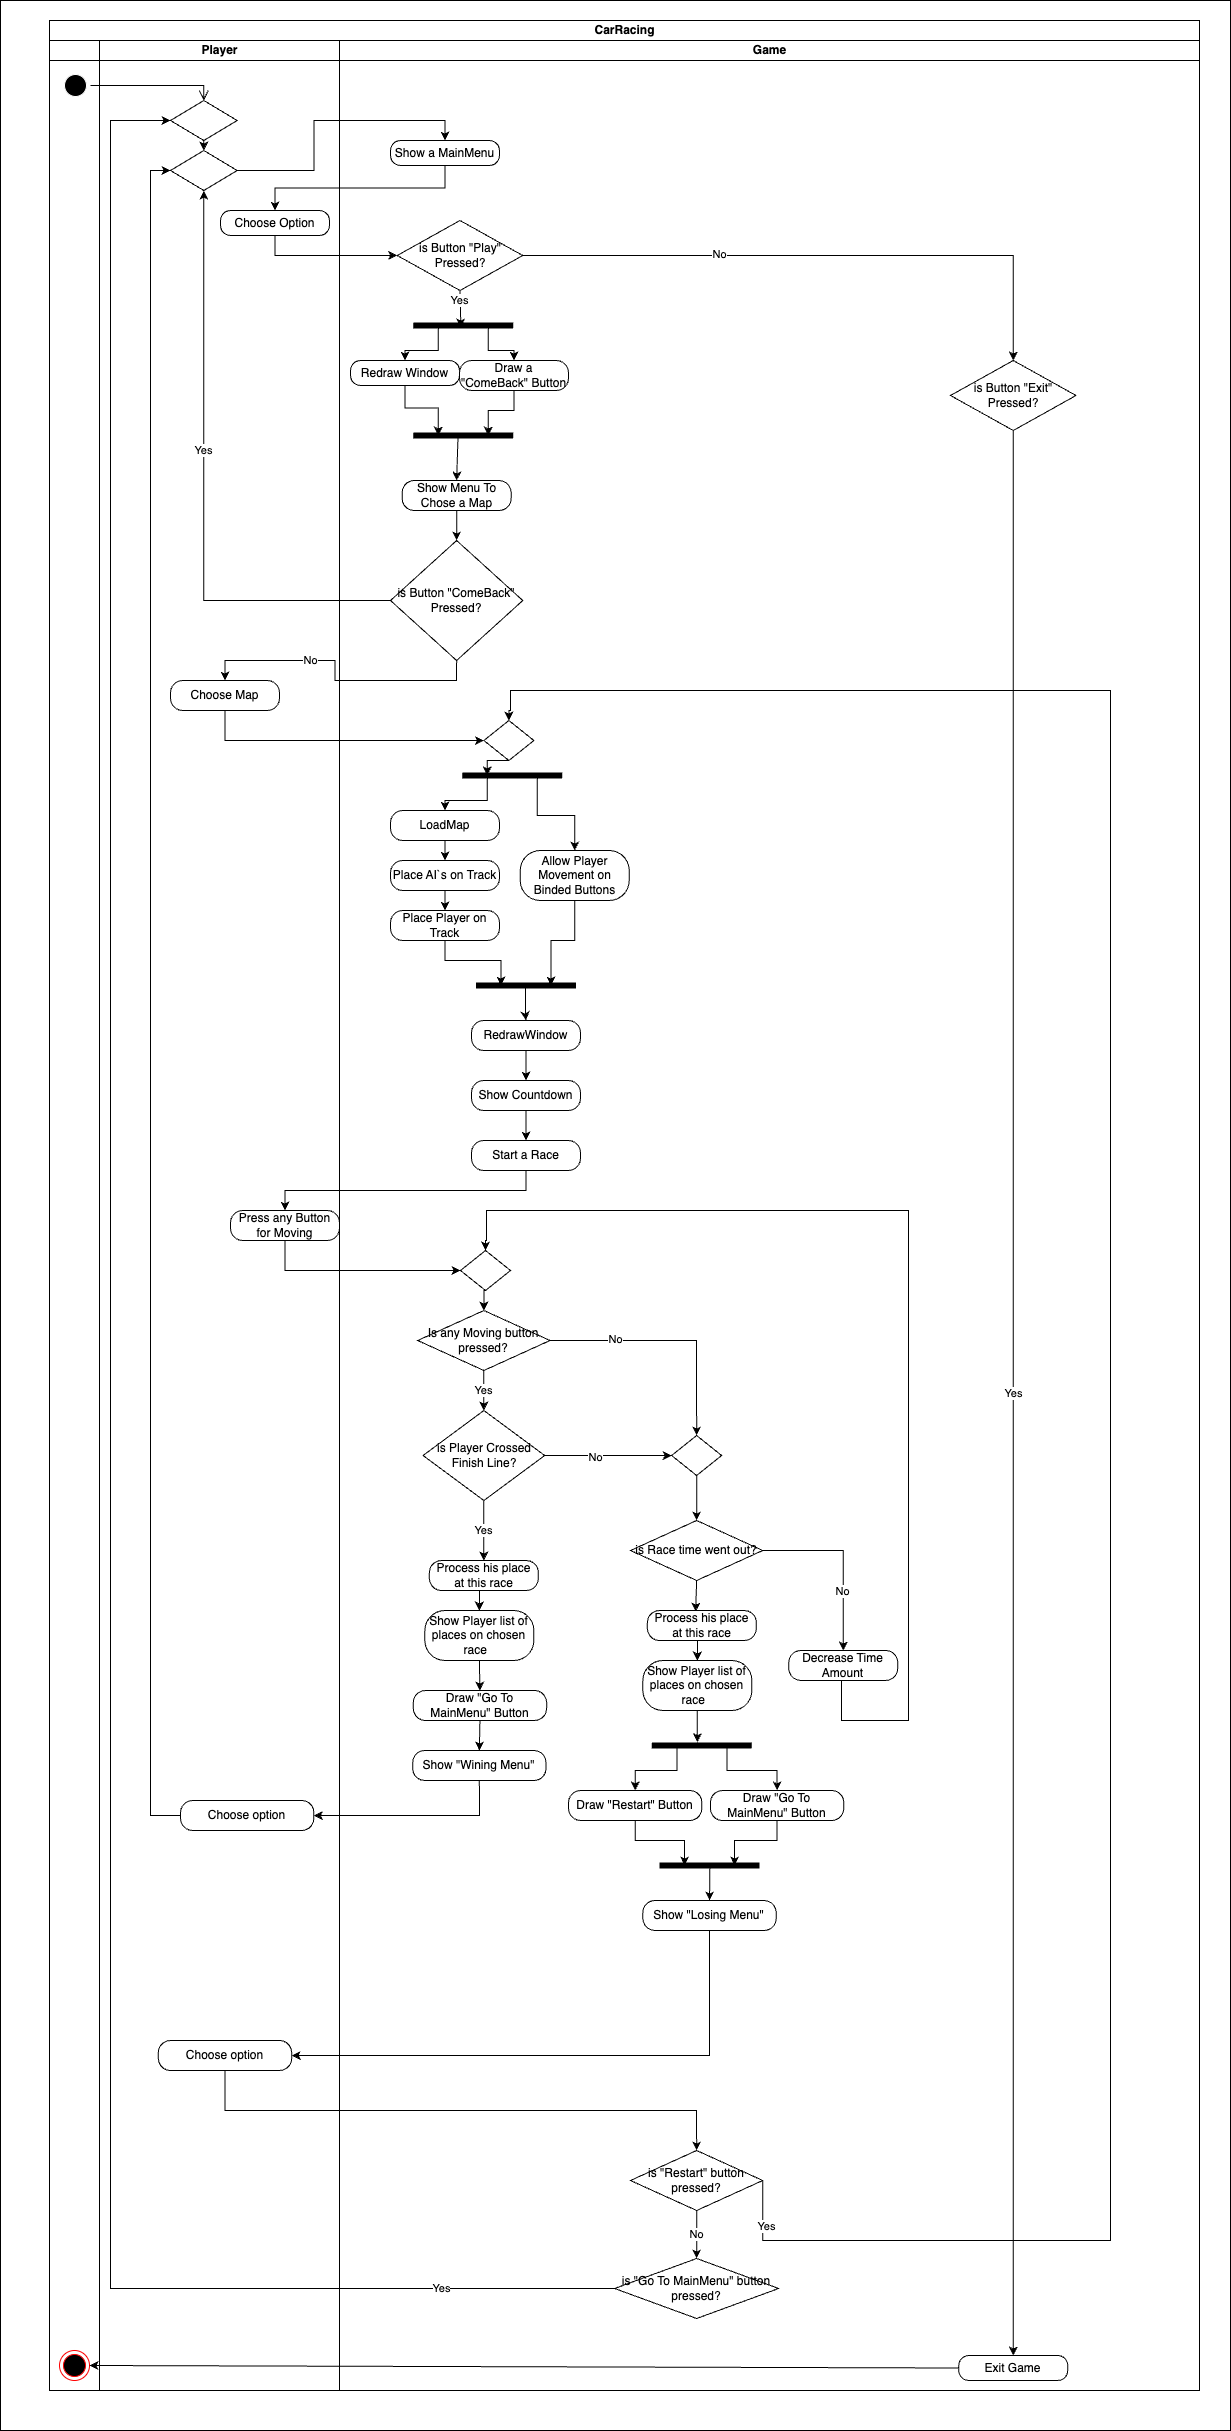 CarRacing
Player
Game
Show a MainMenu
Choose Option
is Button "Play"
Pressed?
No
Yes
Redraw Window
Draw a
"ComeBack" Button
is Button "Exit"
Pressed?
Yes
Show Menu To
Chose a Map
is Button "ComeBack"
Pressed?
No
Choose Map
LoadMap
Allow Player
Movement on
Binded Buttons
Place AI`s on Track
Place Player on
Track
RedrawWindow
Show Countdown
Start a Race
Press any Button
for Moving
Is any Moving button
pressed?
No
Yes
Yes
is Player Crossed
Finish Line?
No
Yes
is Race time went out?
No
Process his place
at this race
Process his place
at this race
Show Player list of
places on chosen
race
Decrease Time
Amount
Show Player list of
places on chosen
race
Draw "Go To
MainMenu" Button
Show "Wining Menu"
Choose option
Draw "Restart" Button
Draw "Go To
MainMenu" Button
Show "Losing Menu"
Choose option
is "Restart" button
pressed?
Yes
No
is "Go To MainMenu" button
pressed?
Yes
Exit Game